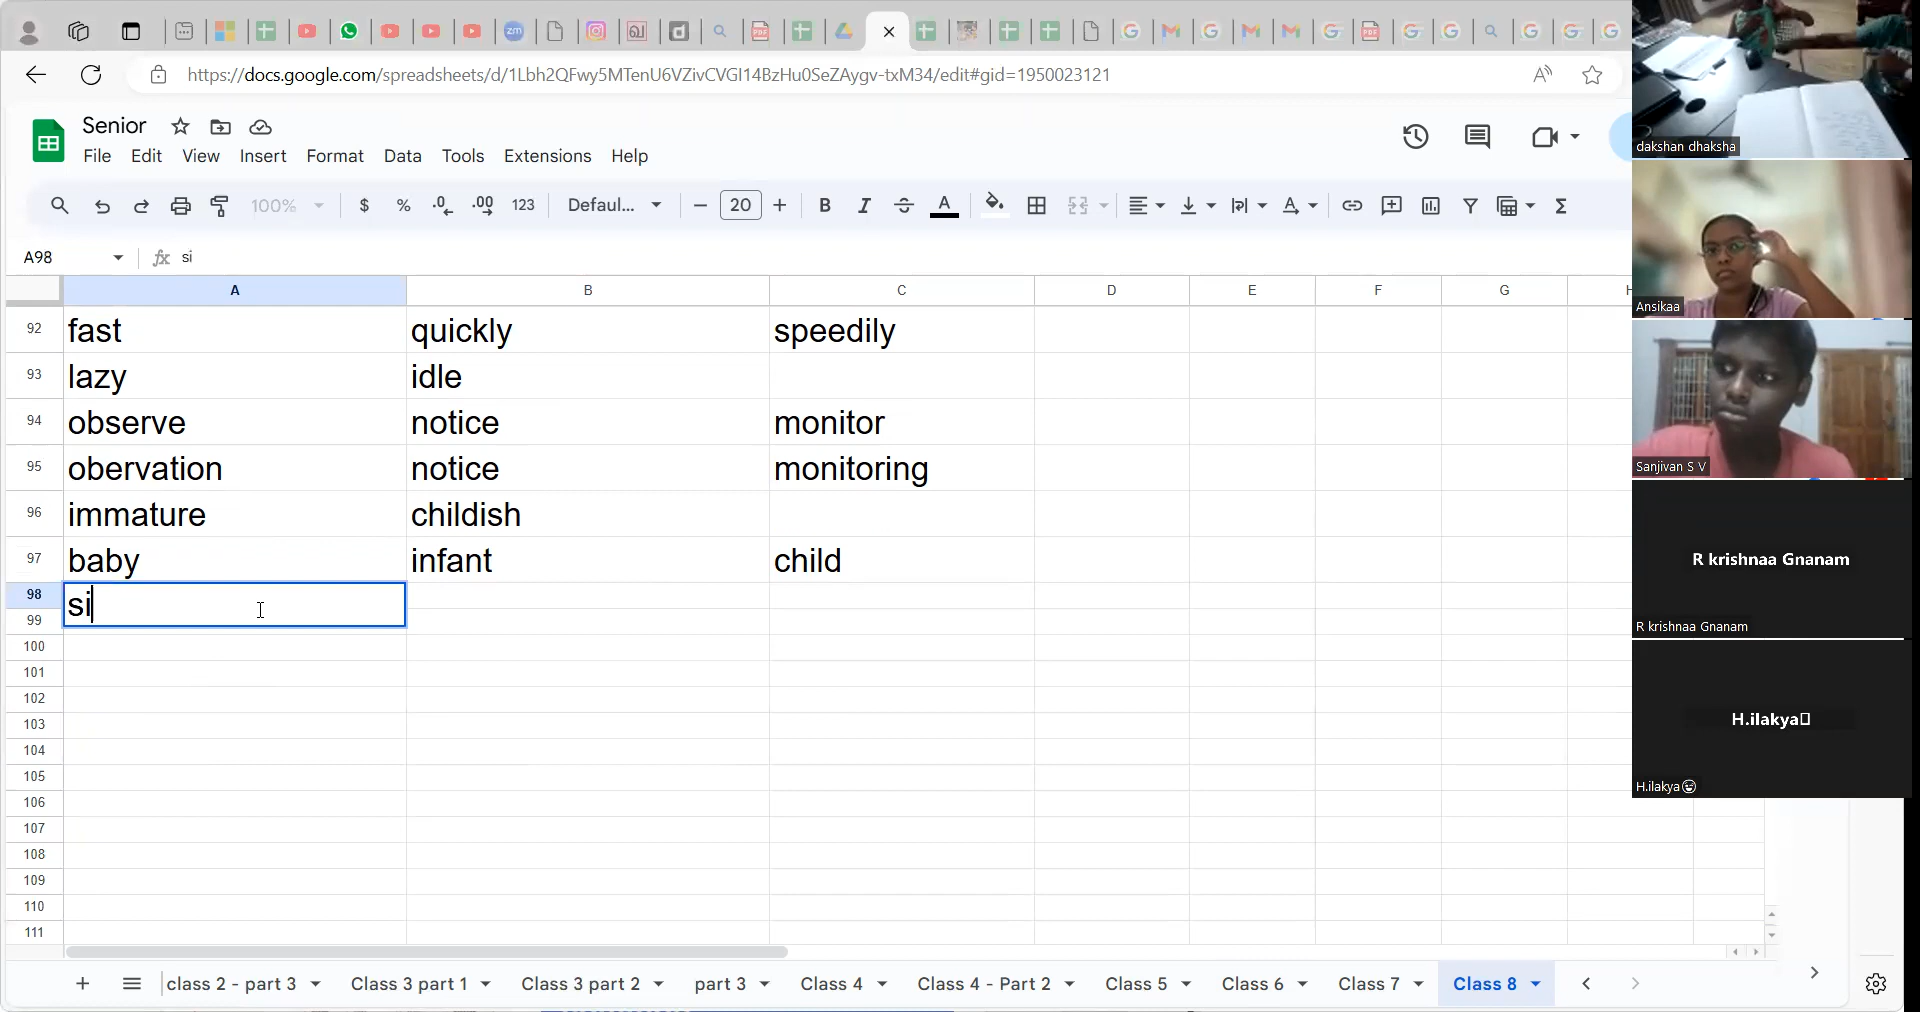 https://docs.google.com/spreadsheets/d/1Lbh2QFwy5MTenU6VZivCVGI14BzHu0SeZAygv-txM34/edit#gid=1950023121
Senior
File Edit View Insert Format Data Tools Extensions Help
100% $ % .0 .00 123 Defaul... 20 B I A
A98 fx si
A B C D E F G H
92 fast quickly speedily
93 lazy idle
94 observe notice monitor
95 obervation notice monitoring
96 immature childish
97 baby infant child
98 si
99
100
101
102
103
104
105
106
107
108
109
110
111
class 2 - part 3 Class 3 part 1 Class 3 part 2 part 3 Class 4 Class 4 - Part 2 Class 5 Class 6 Class 7 Class 8
dakshan dhaksha
Ansikaa
Sanjivan S V
R krishnaa Gnanam
R krishnaa Gnanam
H.ilakya
H.ilakya😜